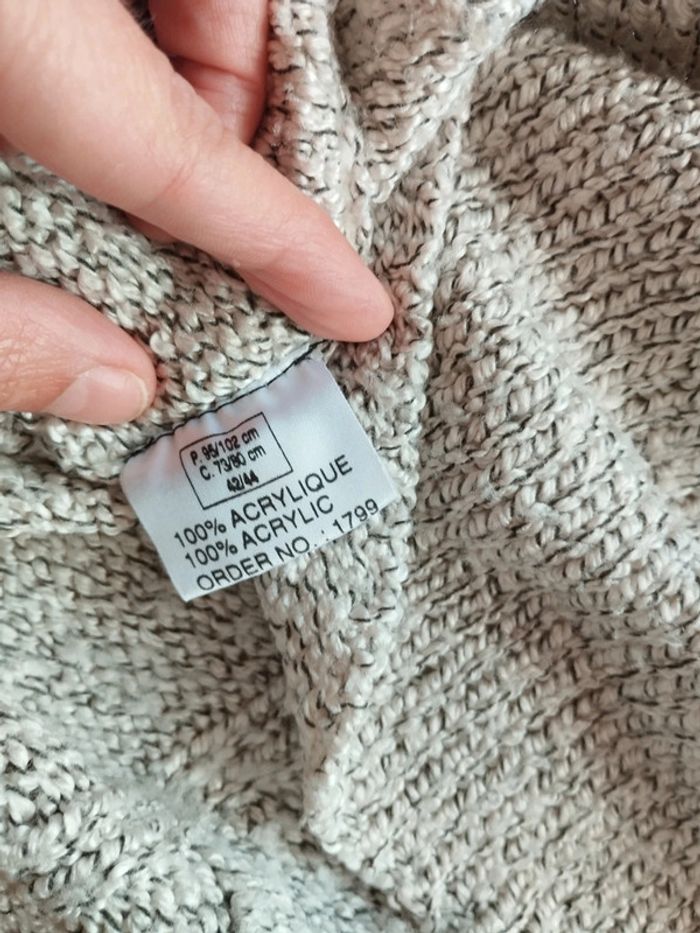 P. 95/102 cm
C. 73/80 cm
42/44
100% ACRYLIQUE
100% ACRYLIC
ORDER NO. : 1799